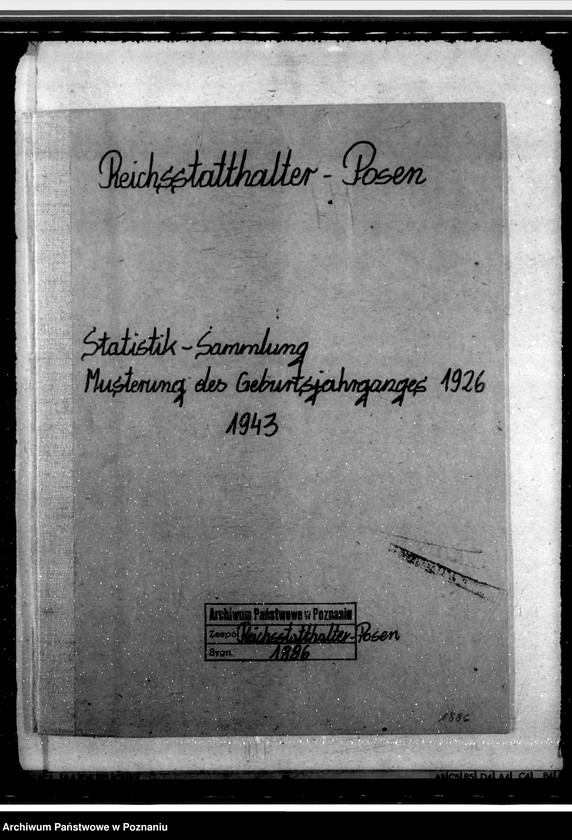 Reichsstatthalter - Posen
Statistik - Sammlung
Musterung des Geburtsjahrganges 1926
1943
Archiwum Państwowe w Poznaniu
Zespół Reichsstatthalter-Posen
Sygn. 1886
1886
Archiwum Państwowe w Poznaniu